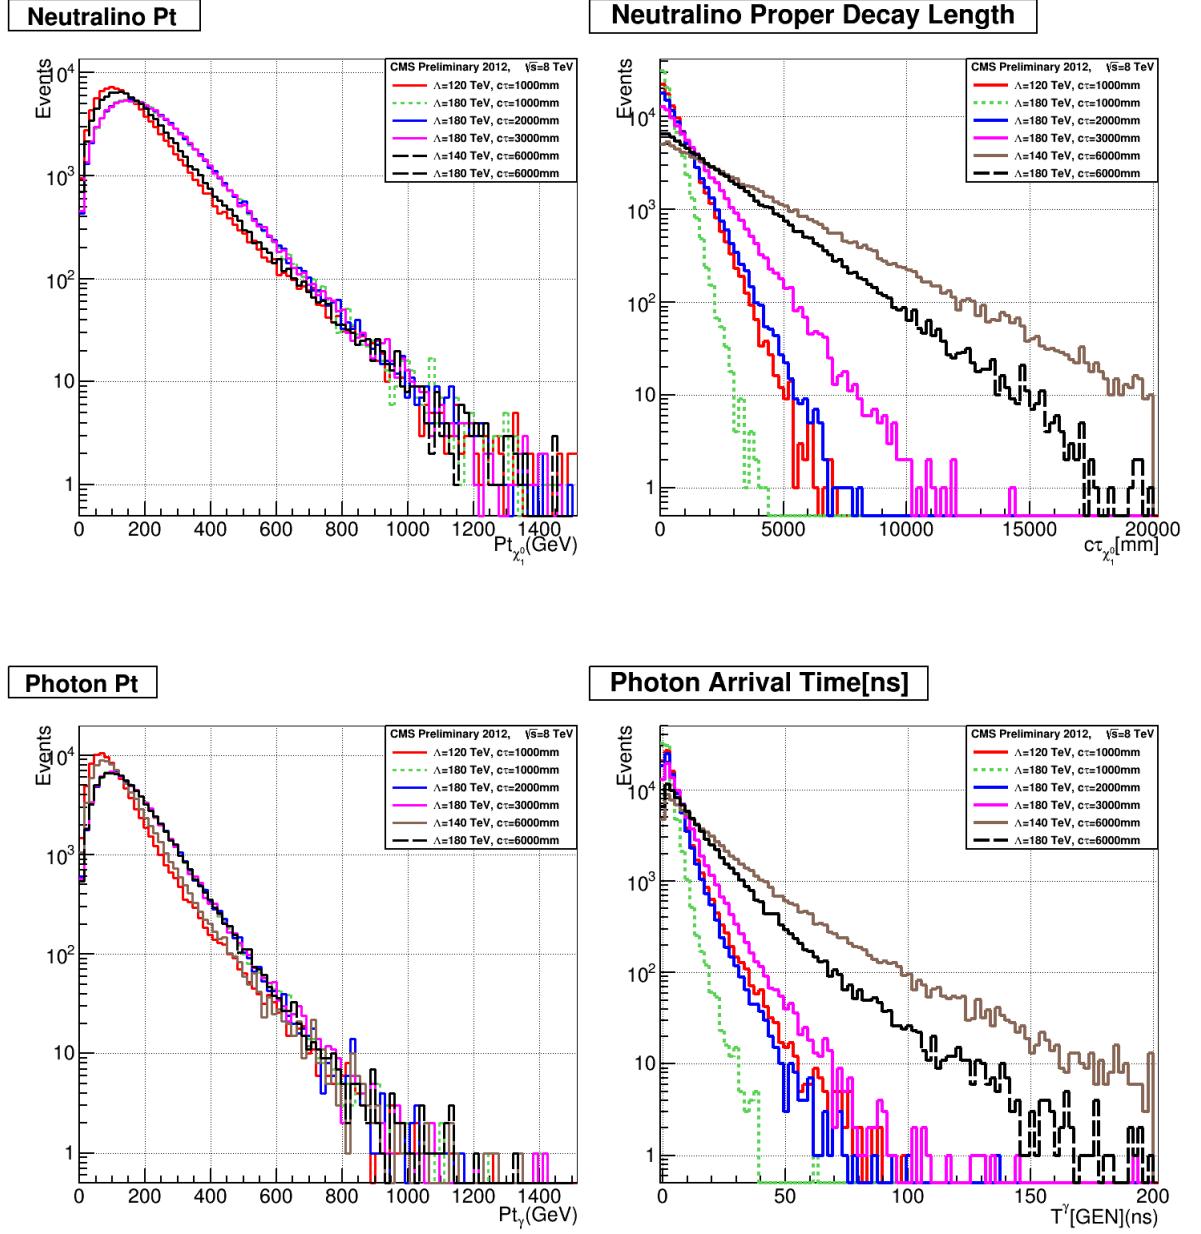 Neutralino Pt
Events
10⁴
10³
10²
10
1
CMS Preliminary 2012, √s=8 TeV
Λ=120 TeV, cτ=1000mm
Λ=180 TeV, cτ=1000mm
Λ=180 TeV, cτ=2000mm
Λ=180 TeV, cτ=3000mm
Λ=140 TeV, cτ=6000mm
Λ=180 TeV, cτ=6000mm
0 200 400 600 800 1000 1200 1400
Pt_χ₁⁰(GeV)
Neutralino Proper Decay Length
Events
10⁴
10³
10²
10
1
CMS Preliminary 2012, √s=8 TeV
Λ=120 TeV, cτ=1000mm
Λ=180 TeV, cτ=1000mm
Λ=180 TeV, cτ=2000mm
Λ=180 TeV, cτ=3000mm
Λ=140 TeV, cτ=6000mm
Λ=180 TeV, cτ=6000mm
0 5000 10000 15000 20000
cτ_χ₁⁰[mm]
Photon Pt
Events
10⁴
10³
10²
10
1
CMS Preliminary 2012, √s=8 TeV
Λ=120 TeV, cτ=1000mm
Λ=180 TeV, cτ=1000mm
Λ=180 TeV, cτ=2000mm
Λ=180 TeV, cτ=3000mm
Λ=140 TeV, cτ=6000mm
Λ=180 TeV, cτ=6000mm
0 200 400 600 800 1000 1200 1400
Pt_γ(GeV)
Photon Arrival Time[ns]
Events
10⁴
10³
10²
10
1
CMS Preliminary 2012, √s=8 TeV
Λ=120 TeV, cτ=1000mm
Λ=180 TeV, cτ=1000mm
Λ=180 TeV, cτ=2000mm
Λ=180 TeV, cτ=3000mm
Λ=140 TeV, cτ=6000mm
Λ=180 TeV, cτ=6000mm
0 50 100 150 200
T^γ[GEN](ns)